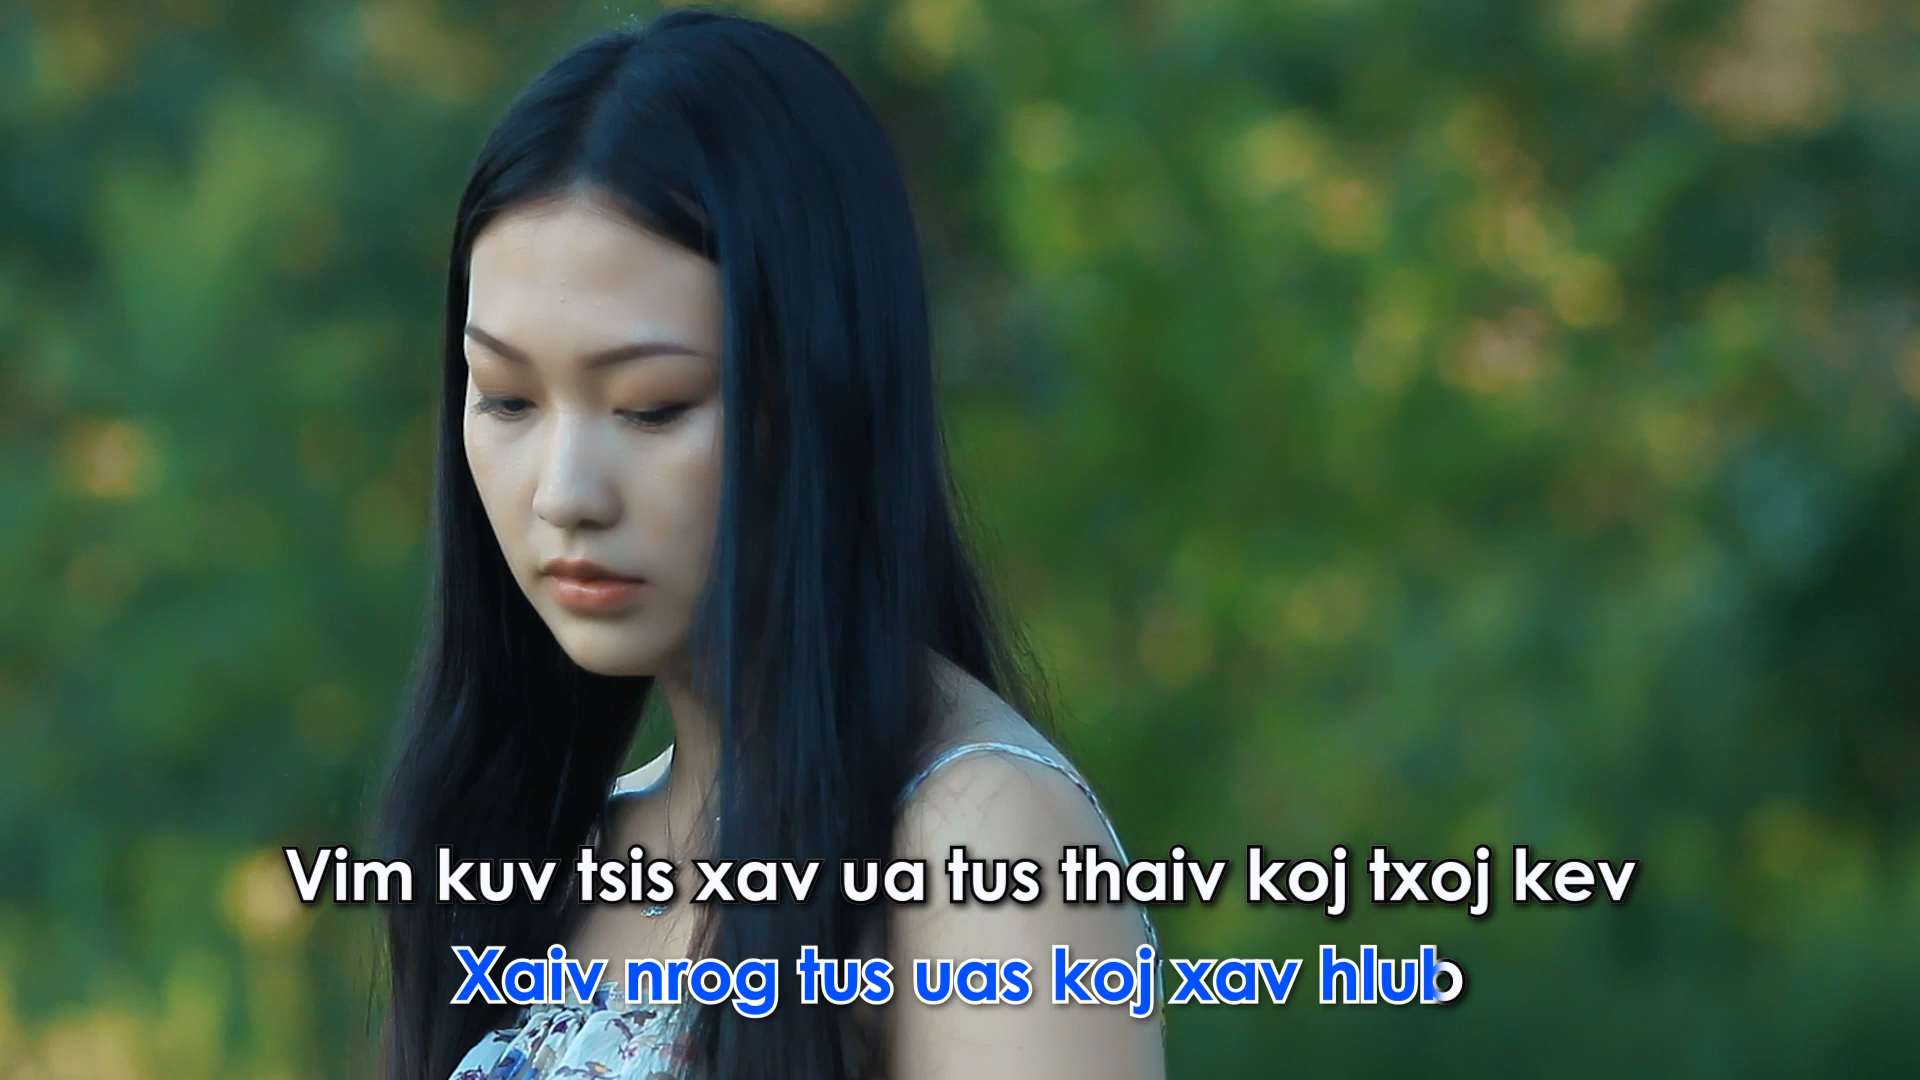 Vim kuv tsis xav ua tus thaiv koj txoj kev
Xaiv nrog tus uas koj xav hlub